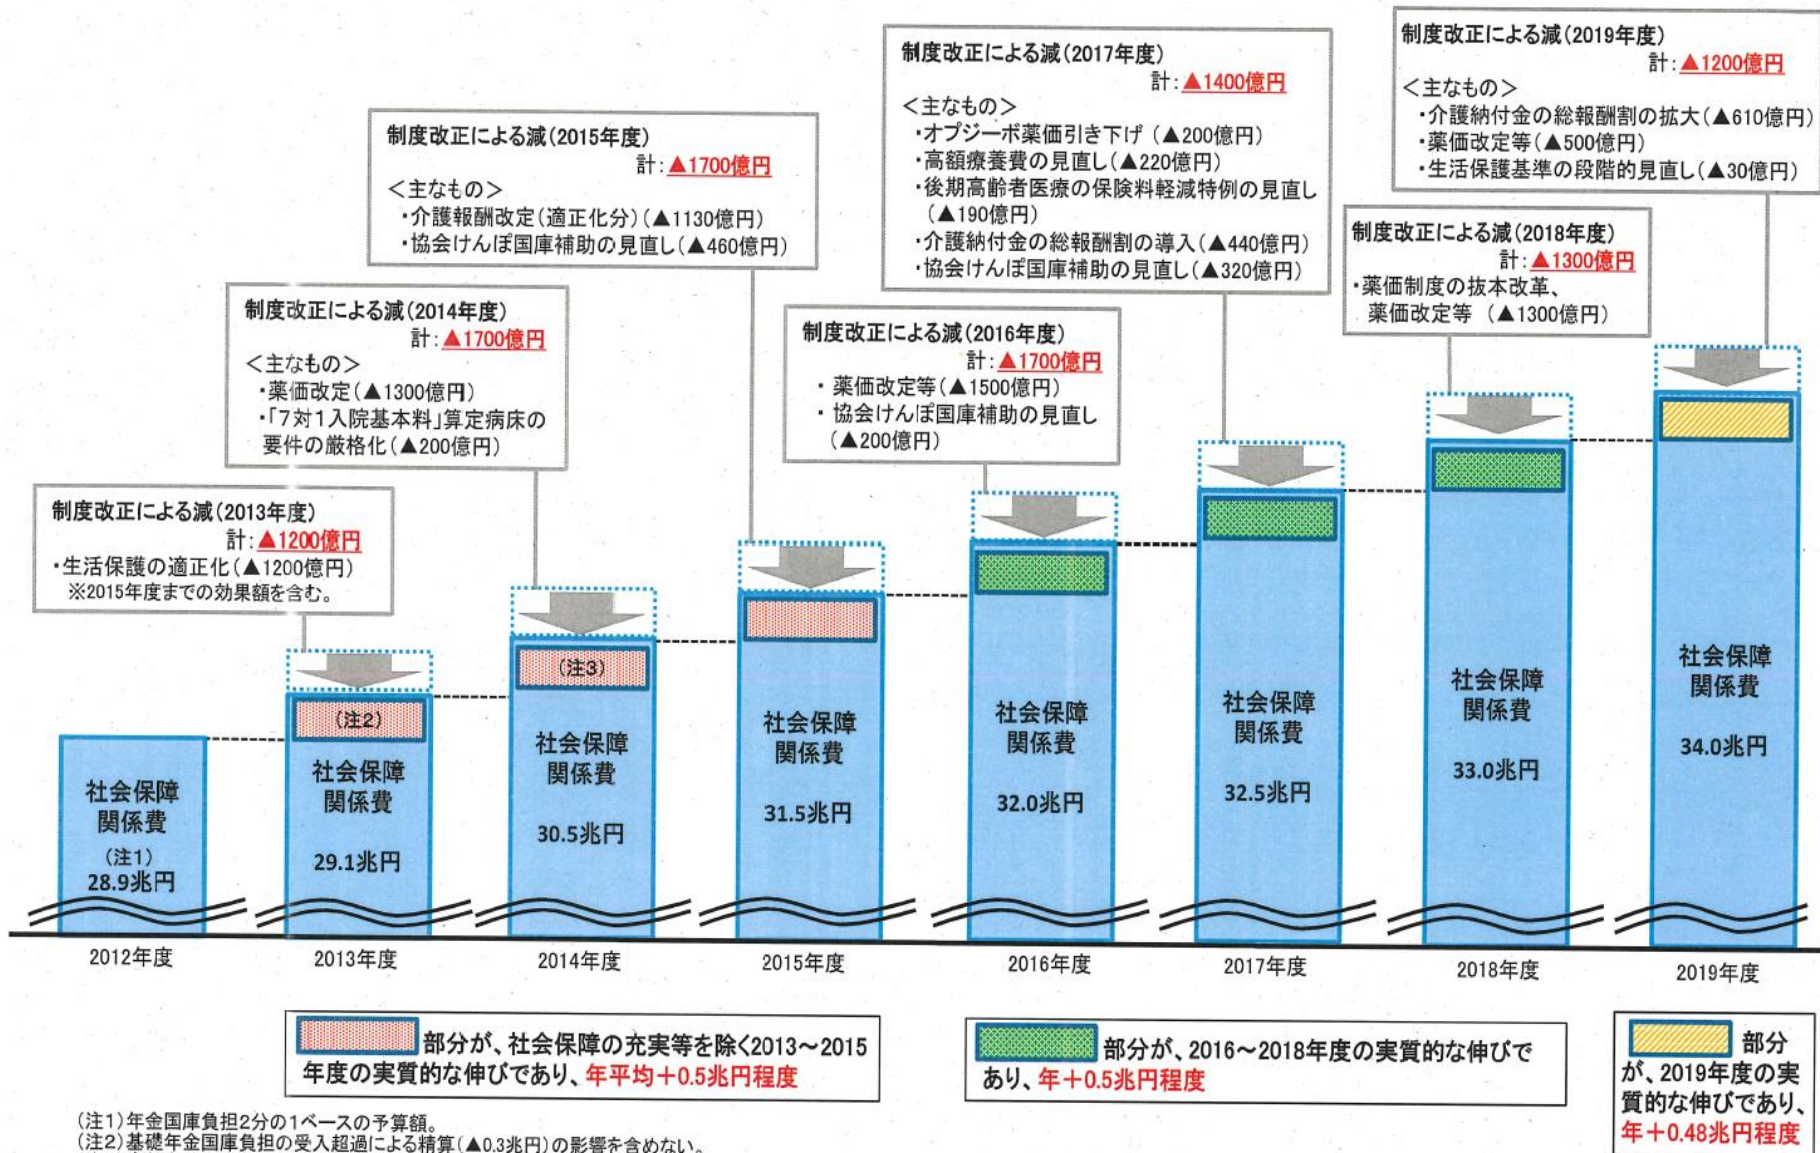 制度改正による減(2013年度)
計:▲1200億円
・生活保護の適正化(▲1200億円)
※2015年度までの効果額を含む。
制度改正による減(2014年度)
計:▲1700億円
<主なもの>
・薬価改定(▲1300億円)
・「7対1入院基本料」算定病床の
要件の厳格化(▲200億円)
制度改正による減(2015年度)
計:▲1700億円
<主なもの>
・介護報酬改定(適正化分)(▲1130億円)
・協会けんぽ国庫補助の見直し(▲460億円)
制度改正による減(2016年度)
計:▲1700億円
・薬価改定等(▲1500億円)
・協会けんぽ国庫補助の見直し
(▲200億円)
制度改正による減(2017年度)
計:▲1400億円
<主なもの>
・オプジーボ薬価引き下げ(▲200億円)
・高額療養費の見直し(▲220億円)
・後期高齢者医療の保険料軽減特例の見直し
(▲190億円)
・介護納付金の総報酬割の導入(▲440億円)
・協会けんぽ国庫補助の見直し(▲320億円)
制度改正による減(2018年度)
計:▲1300億円
・薬価制度の抜本改革、
薬価改定等 (▲1300億円)
制度改正による減(2019年度)
計:▲1200億円
<主なもの>
・介護納付金の総報酬割の拡大(▲610億円)
・薬価改定等(▲500億円)
・生活保護基準の段階的見直し(▲30億円)
社会保障
関係費
(注1)
28.9兆円
(注2)
社会保障
関係費
29.1兆円
(注3)
社会保障
関係費
30.5兆円
社会保障
関係費
31.5兆円
社会保障
関係費
32.0兆円
社会保障
関係費
32.5兆円
社会保障
関係費
33.0兆円
社会保障
関係費
34.0兆円
2012年度
2013年度
2014年度
2015年度
2016年度
2017年度
2018年度
2019年度
部分が、社会保障の充実等を除く2013~2015
年度の実質的な伸びであり、年平均+0.5兆円程度
部分が、2016~2018年度の実質的な伸びで
あり、年+0.5兆円程度
部分
が、2019年度の実
質的な伸びであり、
年+0.48兆円程度
(注1)年金国庫負担2分の1ベースの予算額。
(注2)基礎年金国庫負担の受入超過による精算(▲0.3兆円)の影響を含めない。